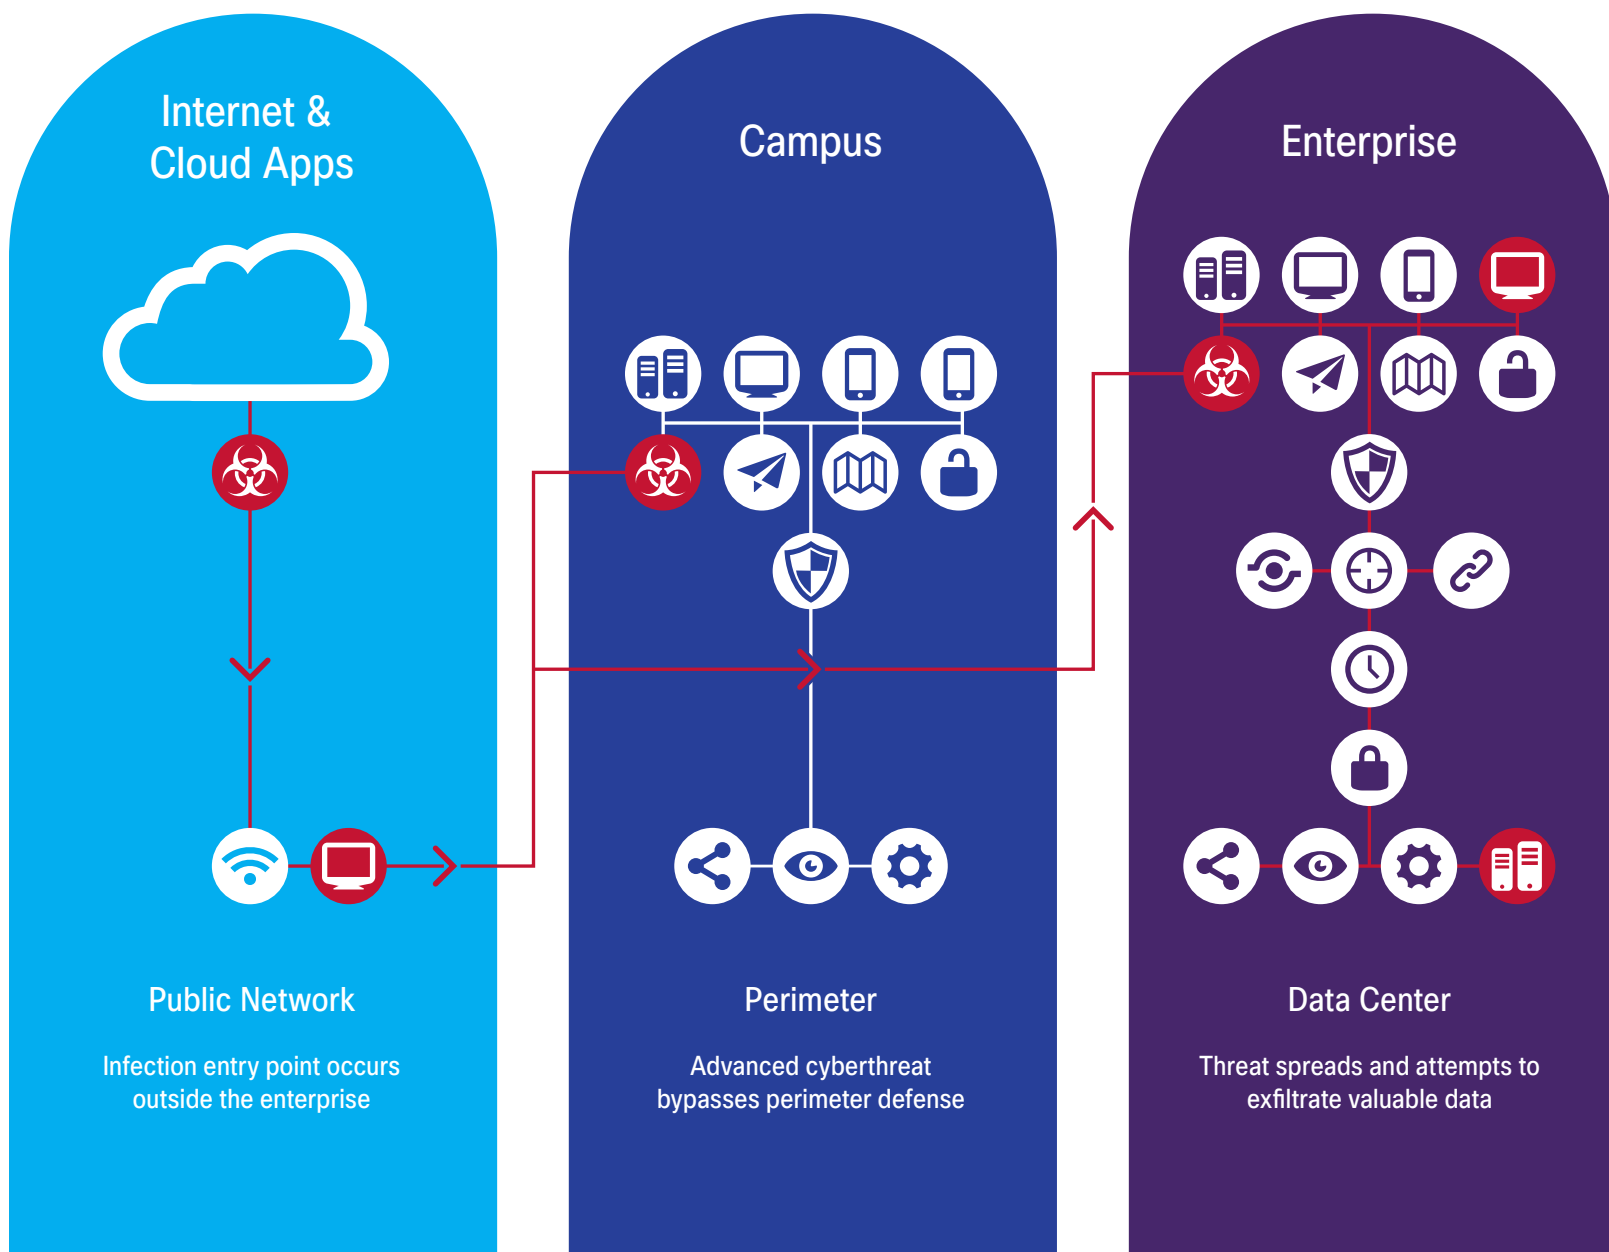 Internet &
Cloud Apps
Campus
Enterprise
Public Network
Infection entry point occurs
outside the enterprise
Perimeter
Advanced cyberthreat
bypasses perimeter defense
Data Center
Threat spreads and attempts to
exfiltrate valuable data